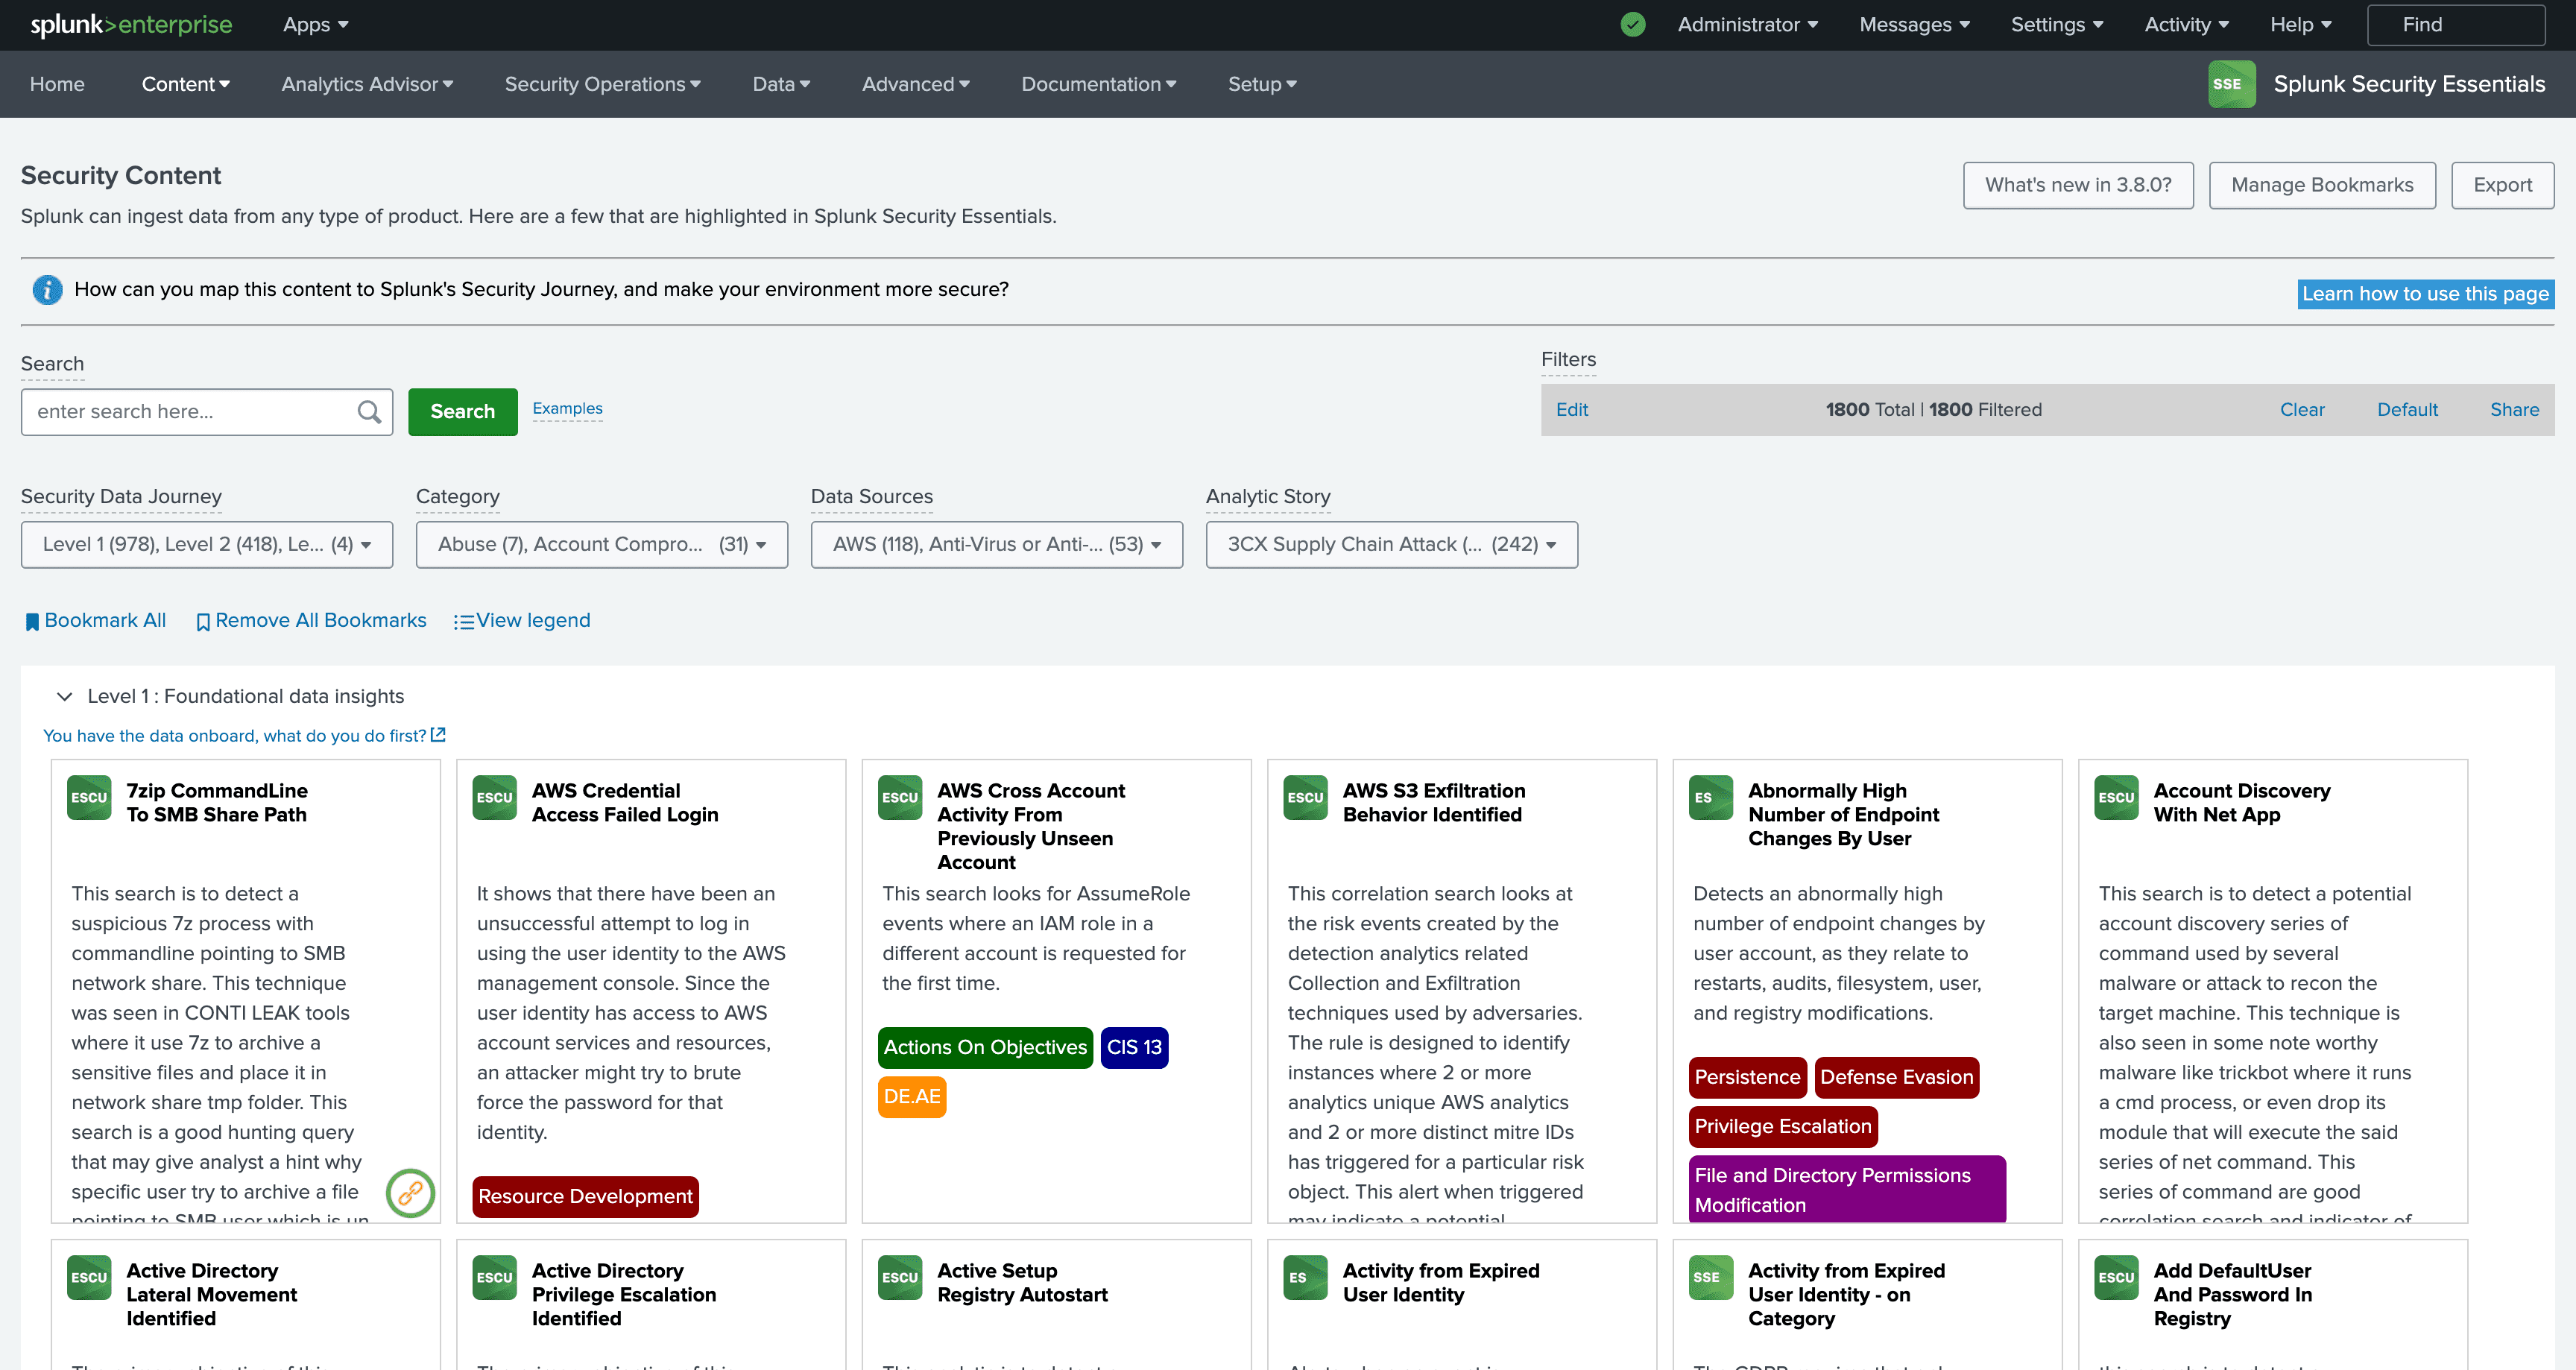 splunk>enterprise Apps Administrator Messages Settings Activity Help Find
Home Content Analytics Advisor Security Operations Data Advanced Documentation Setup SSE Splunk Security Essentials
Security Content
What's new in 3.8.0? Manage Bookmarks Export
Splunk can ingest data from any type of product. Here are a few that are highlighted in Splunk Security Essentials.
i How can you map this content to Splunk's Security Journey, and make your environment more secure?
Learn how to use this page
Search
enter search here...
Search
Examples
Filters
Edit 1800 Total | 1800 Filtered Clear Default Share
Security Data Journey
Level 1 (978), Level 2 (418), Le... (4)
Category
Abuse (7), Account Compro... (31)
Data Sources
AWS (118), Anti-Virus or Anti-... (53)
Analytic Story
3CX Supply Chain Attack (... (242)
Bookmark All Remove All Bookmarks View legend
Level 1 : Foundational data insights
You have the data onboard, what do you do first?
ESCU
7zip CommandLine
To SMB Share Path
This search is to detect a
suspicious 7z process with
commandline pointing to SMB
network share. This technique
was seen in CONTI LEAK tools
where it use 7z to archive a
sensitive files and place it in
network share tmp folder. This
search is a good hunting query
that may give analyst a hint why
specific user try to archive a file
pointing to SMB user which is un
ESCU
AWS Credential
Access Failed Login
It shows that there have been an
unsuccessful attempt to log in
using the user identity to the AWS
management console. Since the
user identity has access to AWS
account services and resources,
an attacker might try to brute
force the password for that
identity.
Resource Development
ESCU
AWS Cross Account
Activity From
Previously Unseen
Account
This search looks for AssumeRole
events where an IAM role in a
different account is requested for
the first time.
Actions On Objectives CIS 13
DE.AE
ESCU
AWS S3 Exfiltration
Behavior Identified
This correlation search looks at
the risk events created by the
detection analytics related
Collection and Exfiltration
techniques used by adversaries.
The rule is designed to identify
instances where 2 or more
analytics unique AWS analytics
and 2 or more distinct mitre IDs
has triggered for a particular risk
object. This alert when triggered
may indicate a potential
ES
Abnormally High
Number of Endpoint
Changes By User
Detects an abnormally high
number of endpoint changes by
user account, as they relate to
restarts, audits, filesystem, user,
and registry modifications.
Persistence Defense Evasion
Privilege Escalation
File and Directory Permissions
Modification
ESCU
Account Discovery
With Net App
This search is to detect a potential
account discovery series of
command used by several
malware or attack to recon the
target machine. This technique is
also seen in some note worthy
malware like trickbot where it runs
a cmd process, or even drop its
module that will execute the said
series of net command. This
series of command are good
correlation search and indicator of
ESCU
Active Directory
Lateral Movement
Identified
ESCU
Active Directory
Privilege Escalation
Identified
ESCU
Active Setup
Registry Autostart
ES
Activity from Expired
User Identity
SSE
Activity from Expired
User Identity - on
Category
ESCU
Add DefaultUser
And Password In
Registry